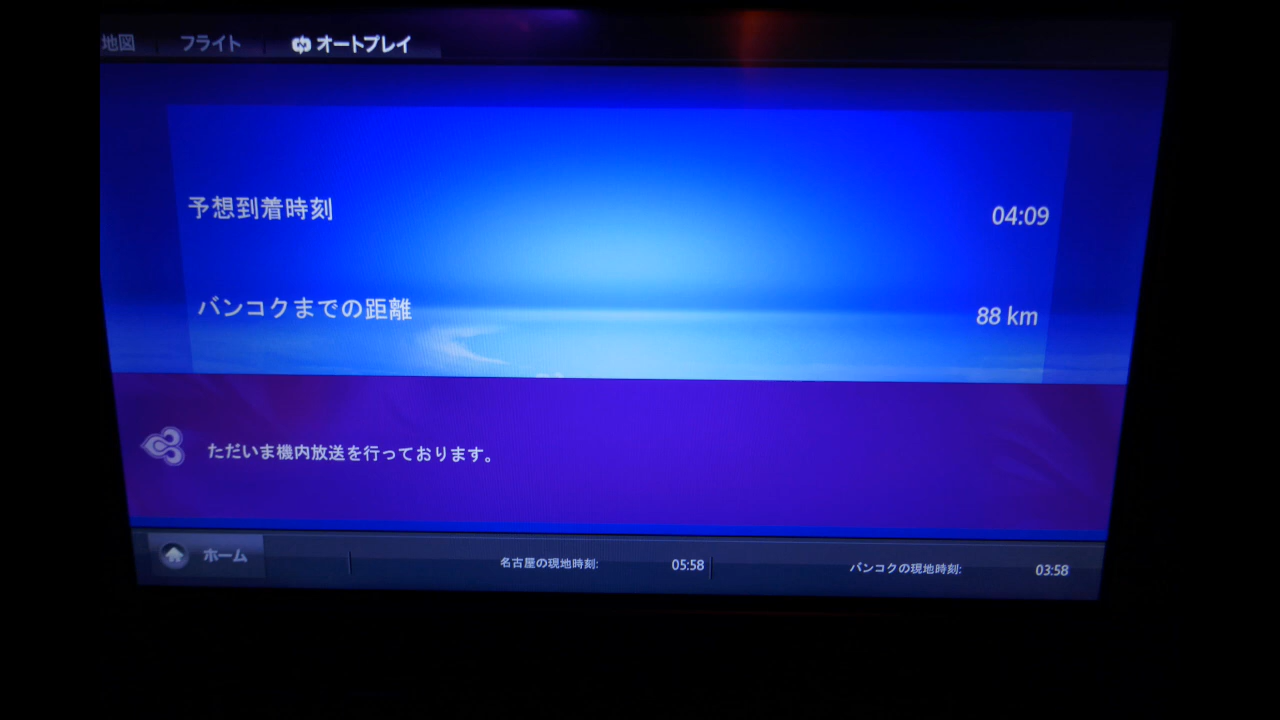 地図 フライト オートプレイ
予想到着時刻 04:09
バンコクまでの距離 88 km
ただいま機内放送を行っております。
ホーム 名古屋の現地時刻: 05:58 バンコクの現地時刻: 03:58